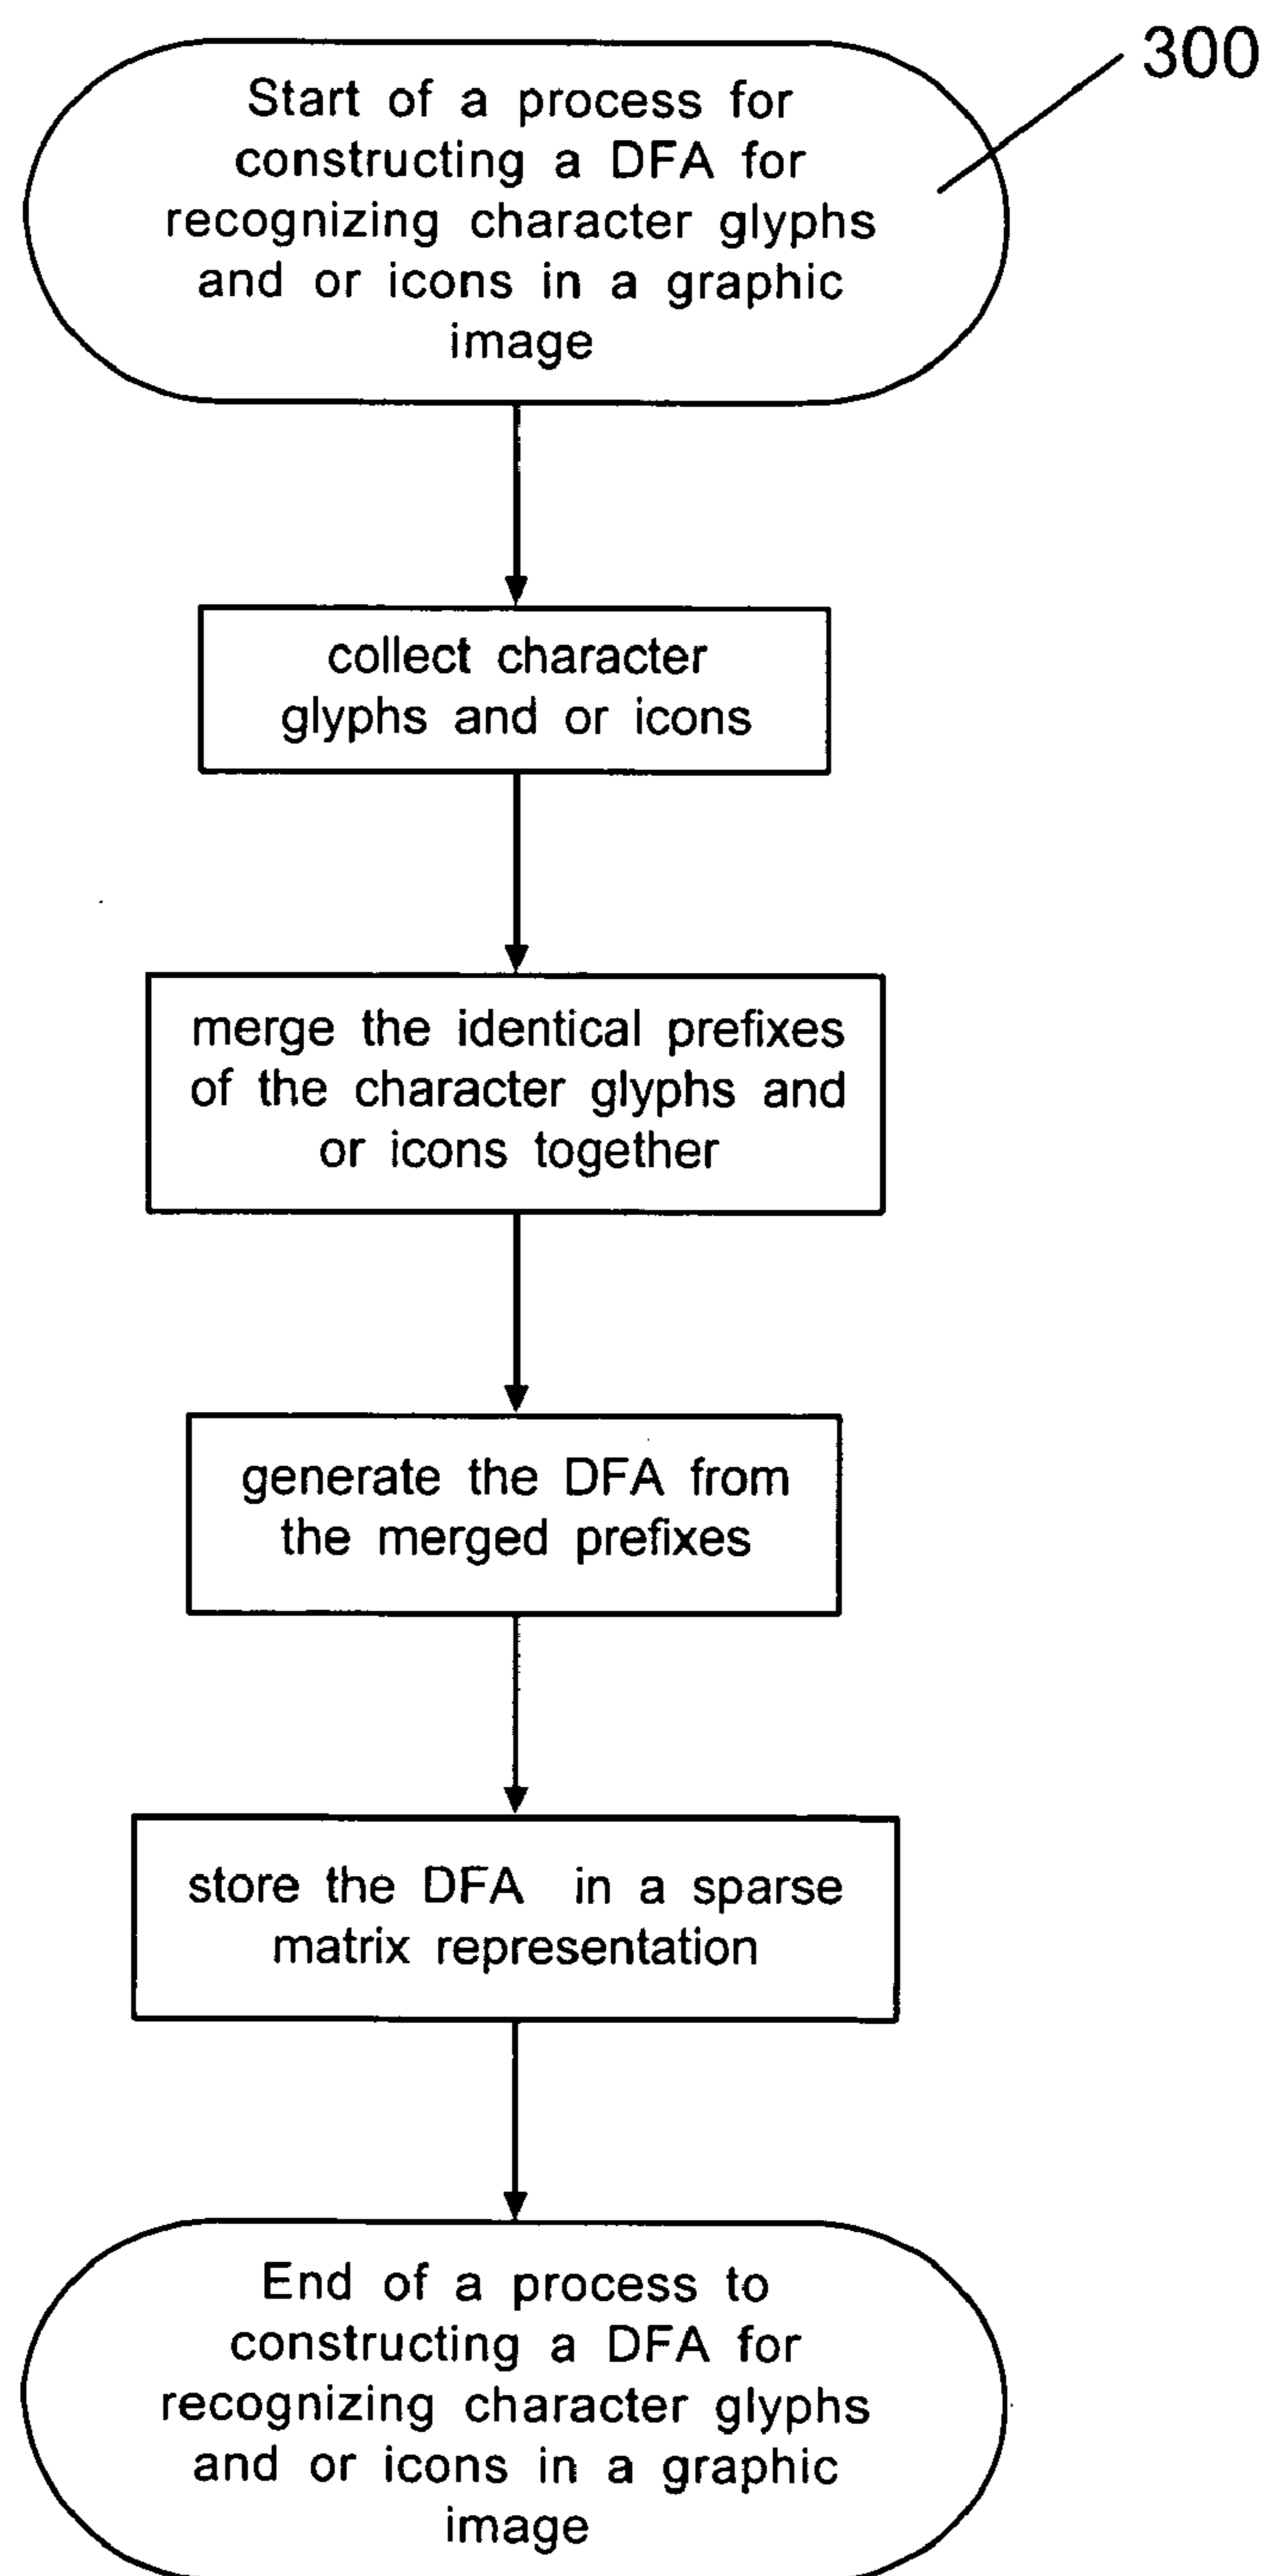 300
Start of a process for
constructing a DFA for
recognizing character glyphs
and or icons in a graphic
image
collect character
glyphs and or icons
merge the identical prefixes
of the character glyphs and
or icons together
generate the DFA from
the merged prefixes
store the DFA in a sparse
matrix representation
End of a process to
constructing a DFA for
recognizing character glyphs
and or icons in a graphic
image